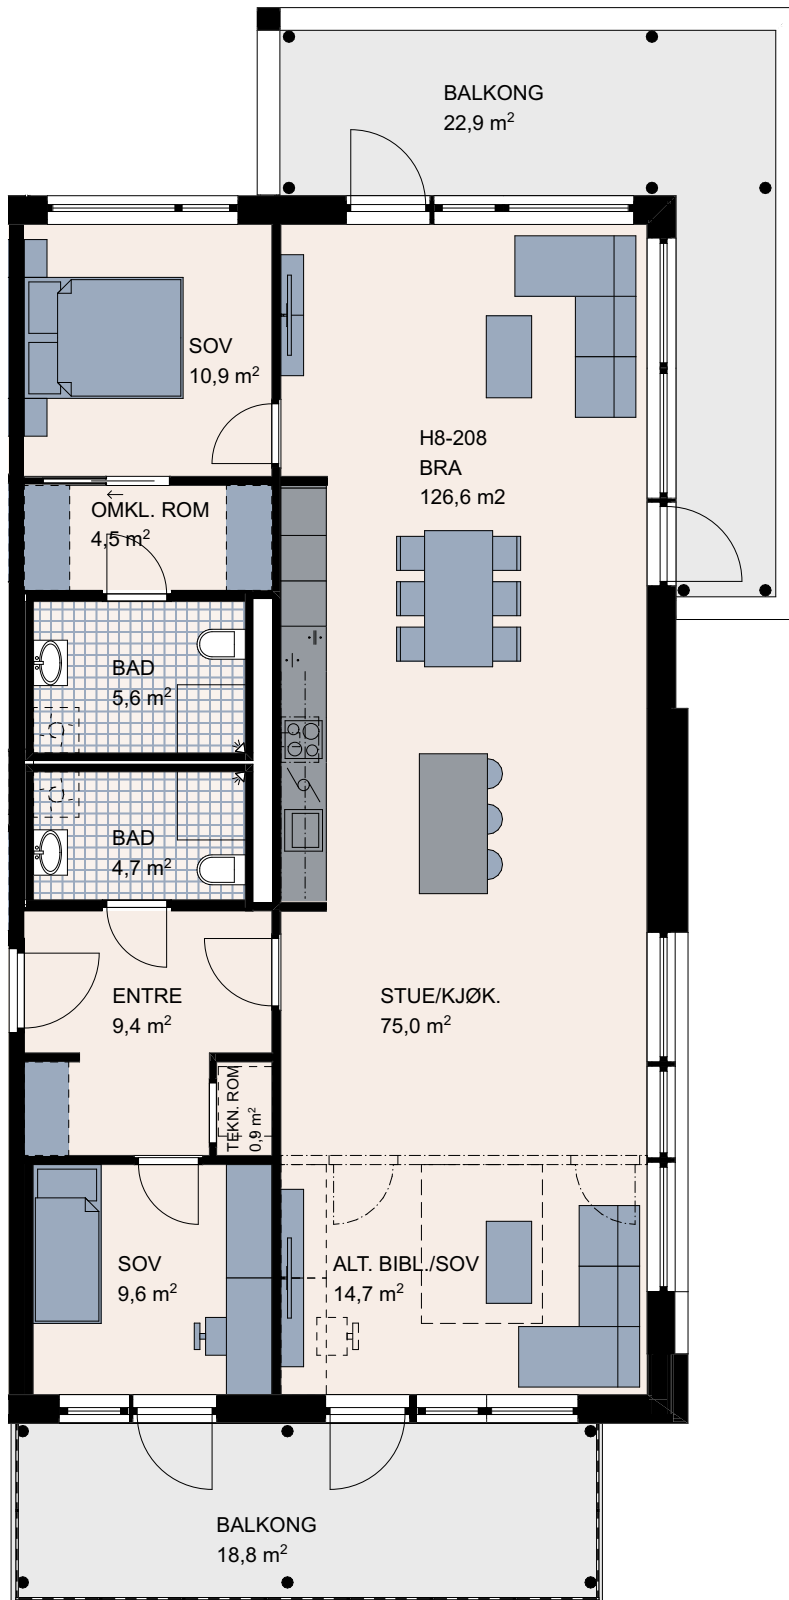 BALKONG
22,9 m²
SOV
10,9 m²
H8-208
BRA
126,6 m2
OMKL. ROM
4,5 m²
BAD
5,6 m²
BAD
4,7 m²
ENTRE
9,4 m²
STUE/KJØK.
75,0 m²
TEKN. ROM
0,9 m²
SOV
9,6 m²
ALT. BIBL./SOV
14,7 m²
BALKONG
18,8 m²